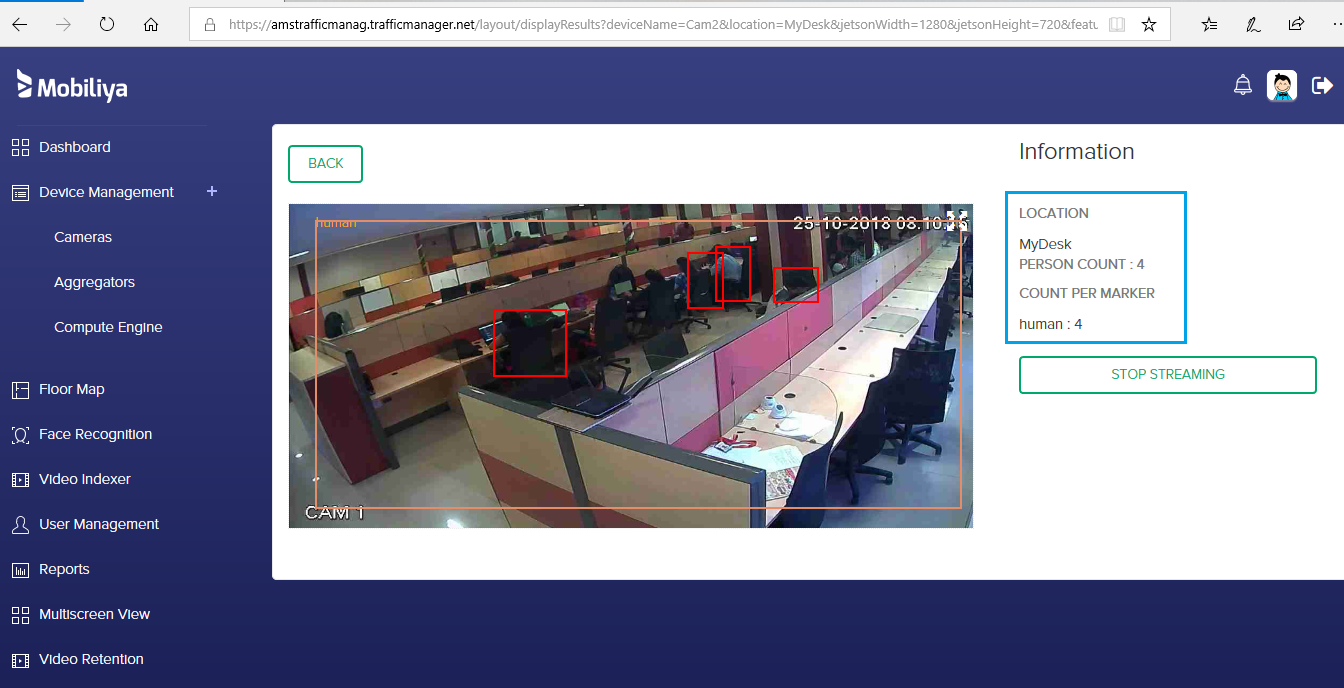 https://amstrafficmanag.trafficmanager.net/layout/displayResults?deviceName=Cam2&location=MyDesk&jetsonWidth=1280&jetsonHeight=720&featu
Mobiliya
Dashboard
Device Management +
Cameras
Aggregators
Compute Engine
Floor Map
Face Recognition
Video Indexer
User Management
Reports
Multiscreen View
Video Retention
BACK
human
25-10-2018 08.10
CAM 1
Information
LOCATION
MyDesk
PERSON COUNT : 4
COUNT PER MARKER
human : 4
STOP STREAMING